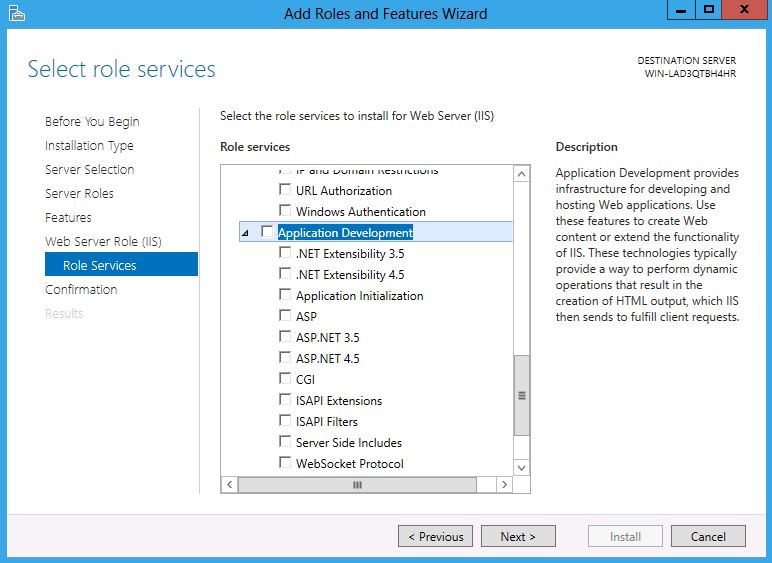 Add Roles and Features Wizard
Select role services
DESTINATION SERVER
WIN-LAD3QTBH4HR
Before You Begin
Installation Type
Server Selection
Server Roles
Features
Web Server Role (IIS)
Role Services
Confirmation
Results
Select the role services to install for Web Server (IIS)
Role services
IP and Domain Restrictions
URL Authorization
Windows Authentication
Application Development
.NET Extensibility 3.5
.NET Extensibility 4.5
Application Initialization
ASP
ASP.NET 3.5
ASP.NET 4.5
CGI
ISAPI Extensions
ISAPI Filters
Server Side Includes
WebSocket Protocol
Description
Application Development provides
infrastructure for developing and
hosting Web applications. Use
these features to create Web
content or extend the functionality
of IIS. These technologies typically
provide a way to perform dynamic
operations that result in the
creation of HTML output, which IIS
then sends to fulfill client requests.
< Previous
Next >
Install
Cancel